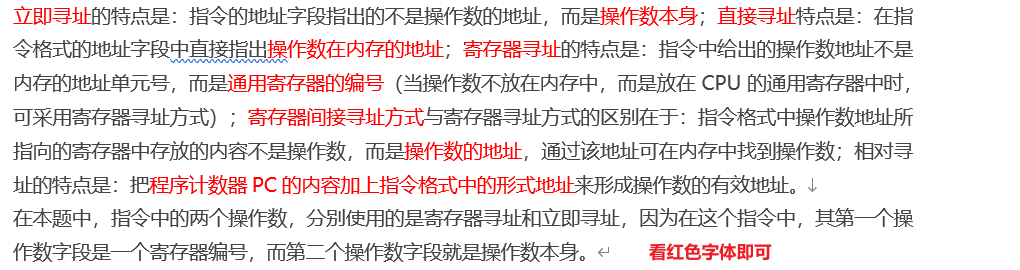 立即寻址的特点是：指令的地址字段指出的不是操作数的地址，而是操作数本身；直接寻址特点是：在指
令格式的地址字段中直接指出操作数在内存的地址；寄存器寻址的特点是：指令中给出的操作数地址不是
内存的地址单元号，而是通用寄存器的编号（当操作数不放在内存中，而是放在 CPU 的通用寄存器中时，
可采用寄存器寻址方式）；寄存器间接寻址方式与寄存器寻址方式的区别在于：指令格式中操作数地址所
指向的寄存器中存放的内容不是操作数，而是操作数的地址，通过该地址可在内存中找到操作数；相对寻
址的特点是：把程序计数器 PC 的内容加上指令格式中的形式地址来形成操作数的有效地址。↓
在本题中，指令中的两个操作数，分别使用的是寄存器寻址和立即寻址，因为在这个指令中，其第一个操
作数字段是一个寄存器编号，而第二个操作数字段就是操作数本身。↵ 看红色字体即可